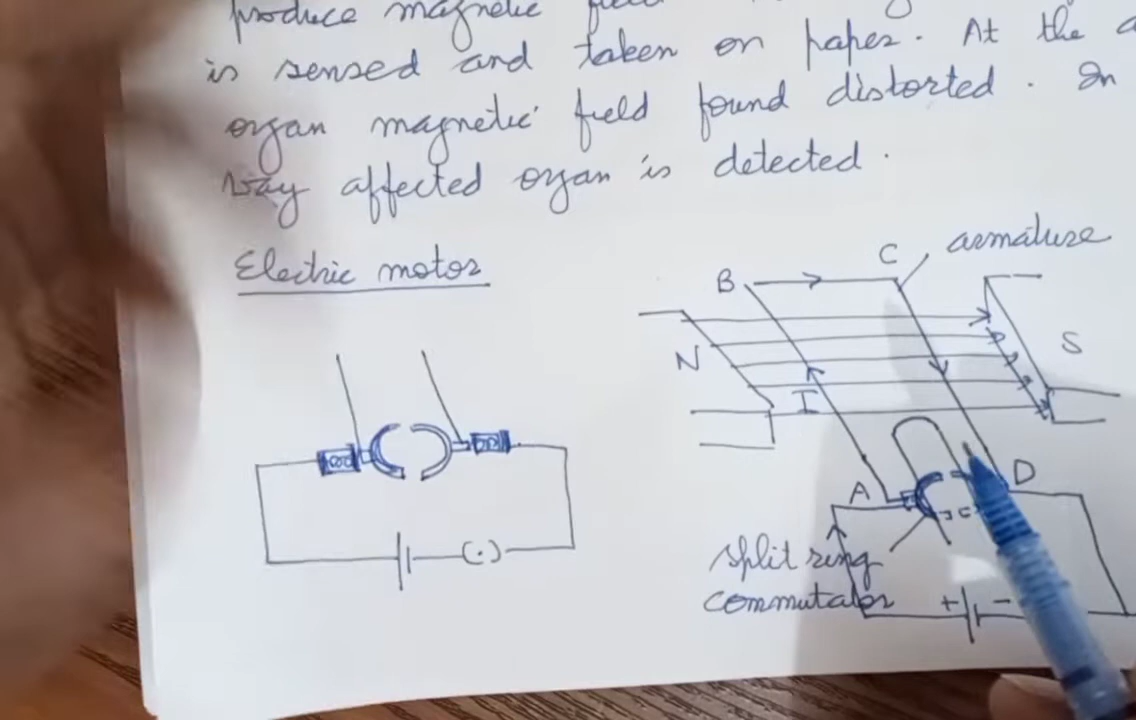 produce magnetic field
is sensed and taken on paper. At the
organ magnetic field found distorted. In
way affected organ is detected.
Electric motor
armature
B
C
N
S
I
A
D
split ring
commutator
+
-
(.)